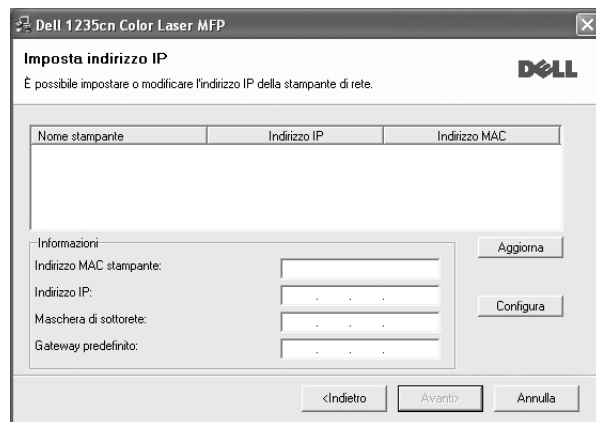 Dell 1235cn Color Laser MFP
Imposta indirizzo IP
È possibile impostare o modificare l'indirizzo IP della stampante di rete.
DELL
Nome stampante Indirizzo IP Indirizzo MAC
Informazioni
Aggiorna
Indirizzo MAC stampante:
Indirizzo IP: . . .
Configura
Maschera di sottorete: . . .
Gateway predefinito: . . .
<Indietro Avanti> Annulla